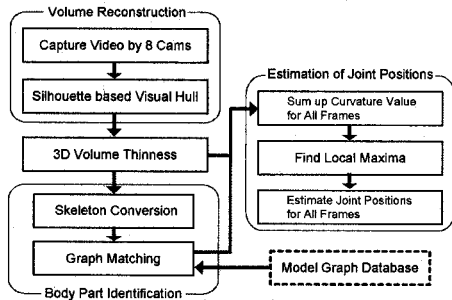 Volume Reconstruction
Capture Video by 8 Cams
Silhouette based Visual Hull
3D Volume Thinness
Skeleton Conversion
Graph Matching
Body Part Identification
Estimation of Joint Positions
Sum up Curvature Value
for All Frames
Find Local Maxima
Estimate Joint Positions
for All Frames
Model Graph Database